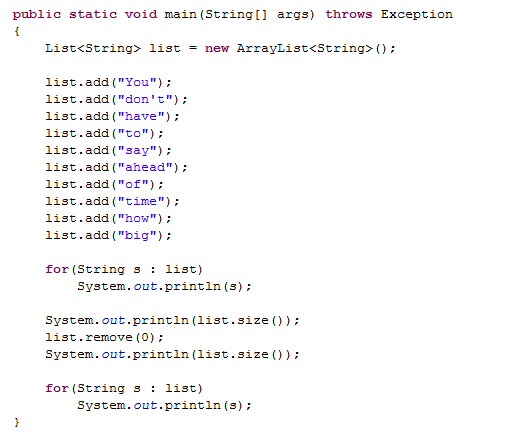 public static void main(String[] args) throws Exception
{
    List<String> list = new ArrayList<String>();

    list.add("You");
    list.add("don't");
    list.add("have");
    list.add("to");
    list.add("say");
    list.add("ahead");
    list.add("of");
    list.add("time");
    list.add("how");
    list.add("big");

    for(String s : list)
        System.out.println(s);

    System.out.println(list.size());
    list.remove(0);
    System.out.println(list.size());

    for(String s : list)
        System.out.println(s);
}